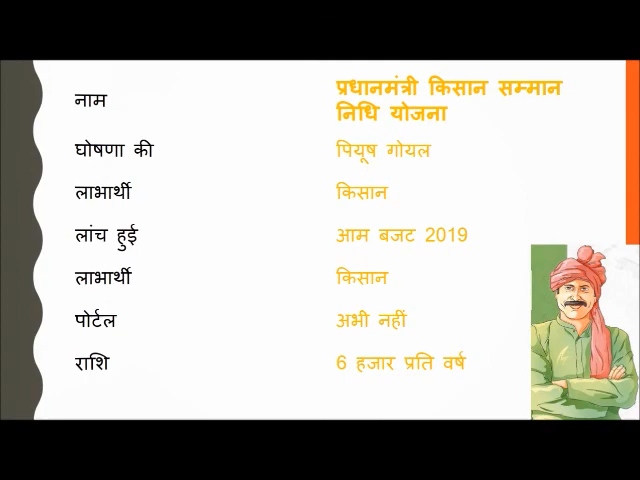 नाम प्रधानमंत्री किसान सम्मान
निधि योजना
घोषणा की पियूष गोयल
लाभार्थी किसान
लांच हुई आम बजट 2019
लाभार्थी किसान
पोर्टल अभी नहीं
राशि 6 हजार प्रति वर्ष